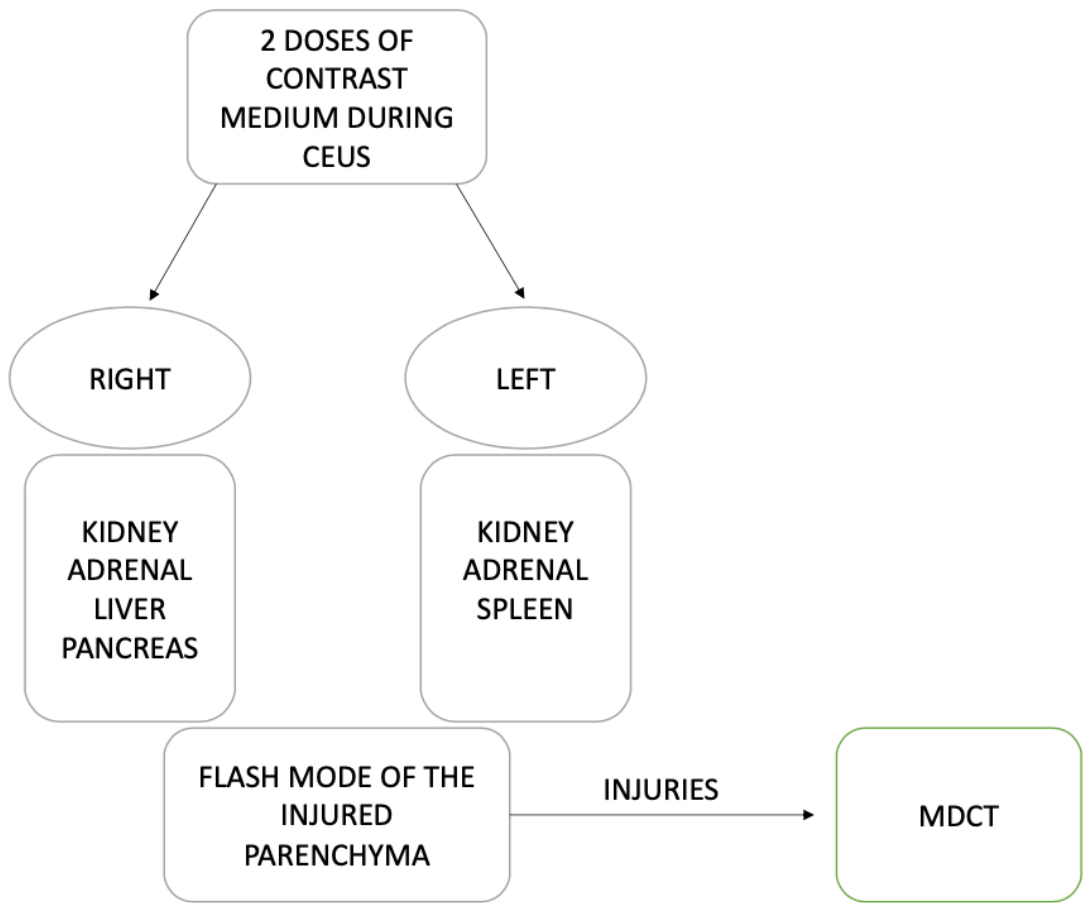 2 DOSES OF
CONTRAST
MEDIUM DURING
CEUS
RIGHT
LEFT
KIDNEY
ADRENAL
LIVER
PANCREAS
KIDNEY
ADRENAL
SPLEEN
FLASH MODE OF THE
INJURED
PARENCHYMA
INJURIES
MDCT